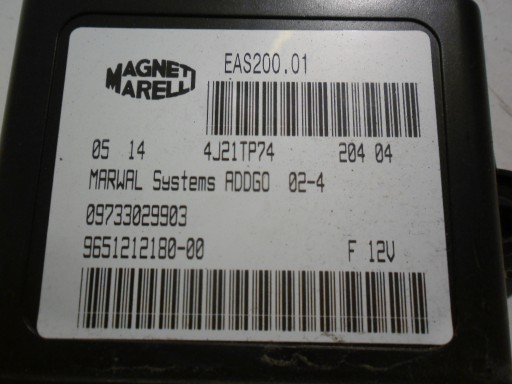 MAGNETI
MARELLI
EAS200.01
05 14 4J21TP74 204 04
MARWAL Systems ADDGO 02-4
09733029903
9651212180-00 F 12V